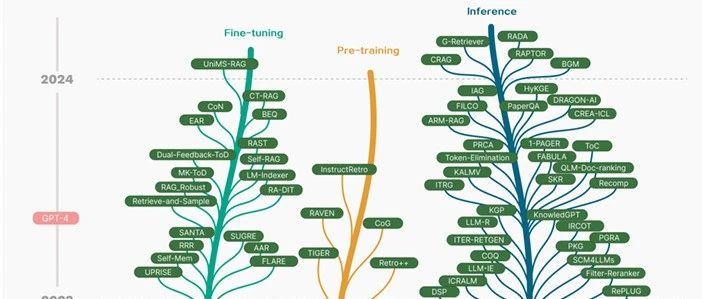 Fine-tuning
Pre-training
Inference
2024
GPT-4
UniMS-RAG
CT-RAG
CoN
BEQ
EAR
RAST
Dual-Feedback-ToD
Self-RAG
MK-ToD
LM-Indexer
RAG_Robust
RA-DIT
Retrieve-and-Sample
SANTA
SUGRE
RRR
AAR
Self-Mem
FLARE
UPRISE
InstructRetro
RAVEN
CoG
TIGER
Retro++
RADA
G-Retriever
RAPTOR
CRAG
BGM
HyKGE
IAG
DRAGON-AI
FILCO
PaperQA
CREA-ICL
ARM-RAG
PRCA
1-PAGER
ToC
Token-Elimination
FABULA
KALMV
QLM-Doc-ranking
SKR
ITRG
Recomp
KGP
KnowledGPT
LLM-R
IRCOT
ITER-RETGEN
PGRA
PKG
COQ
SCM4LLMs
LLM-IE
Filter-Reranker
ICRALM
DSP
RePLUG